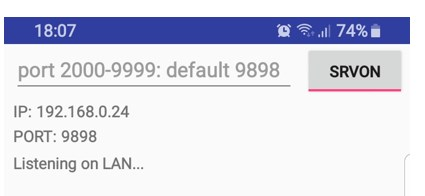 18:07 74%
port 2000-9999: default 9898 SRVON
IP: 192.168.0.24
PORT: 9898
Listening on LAN...